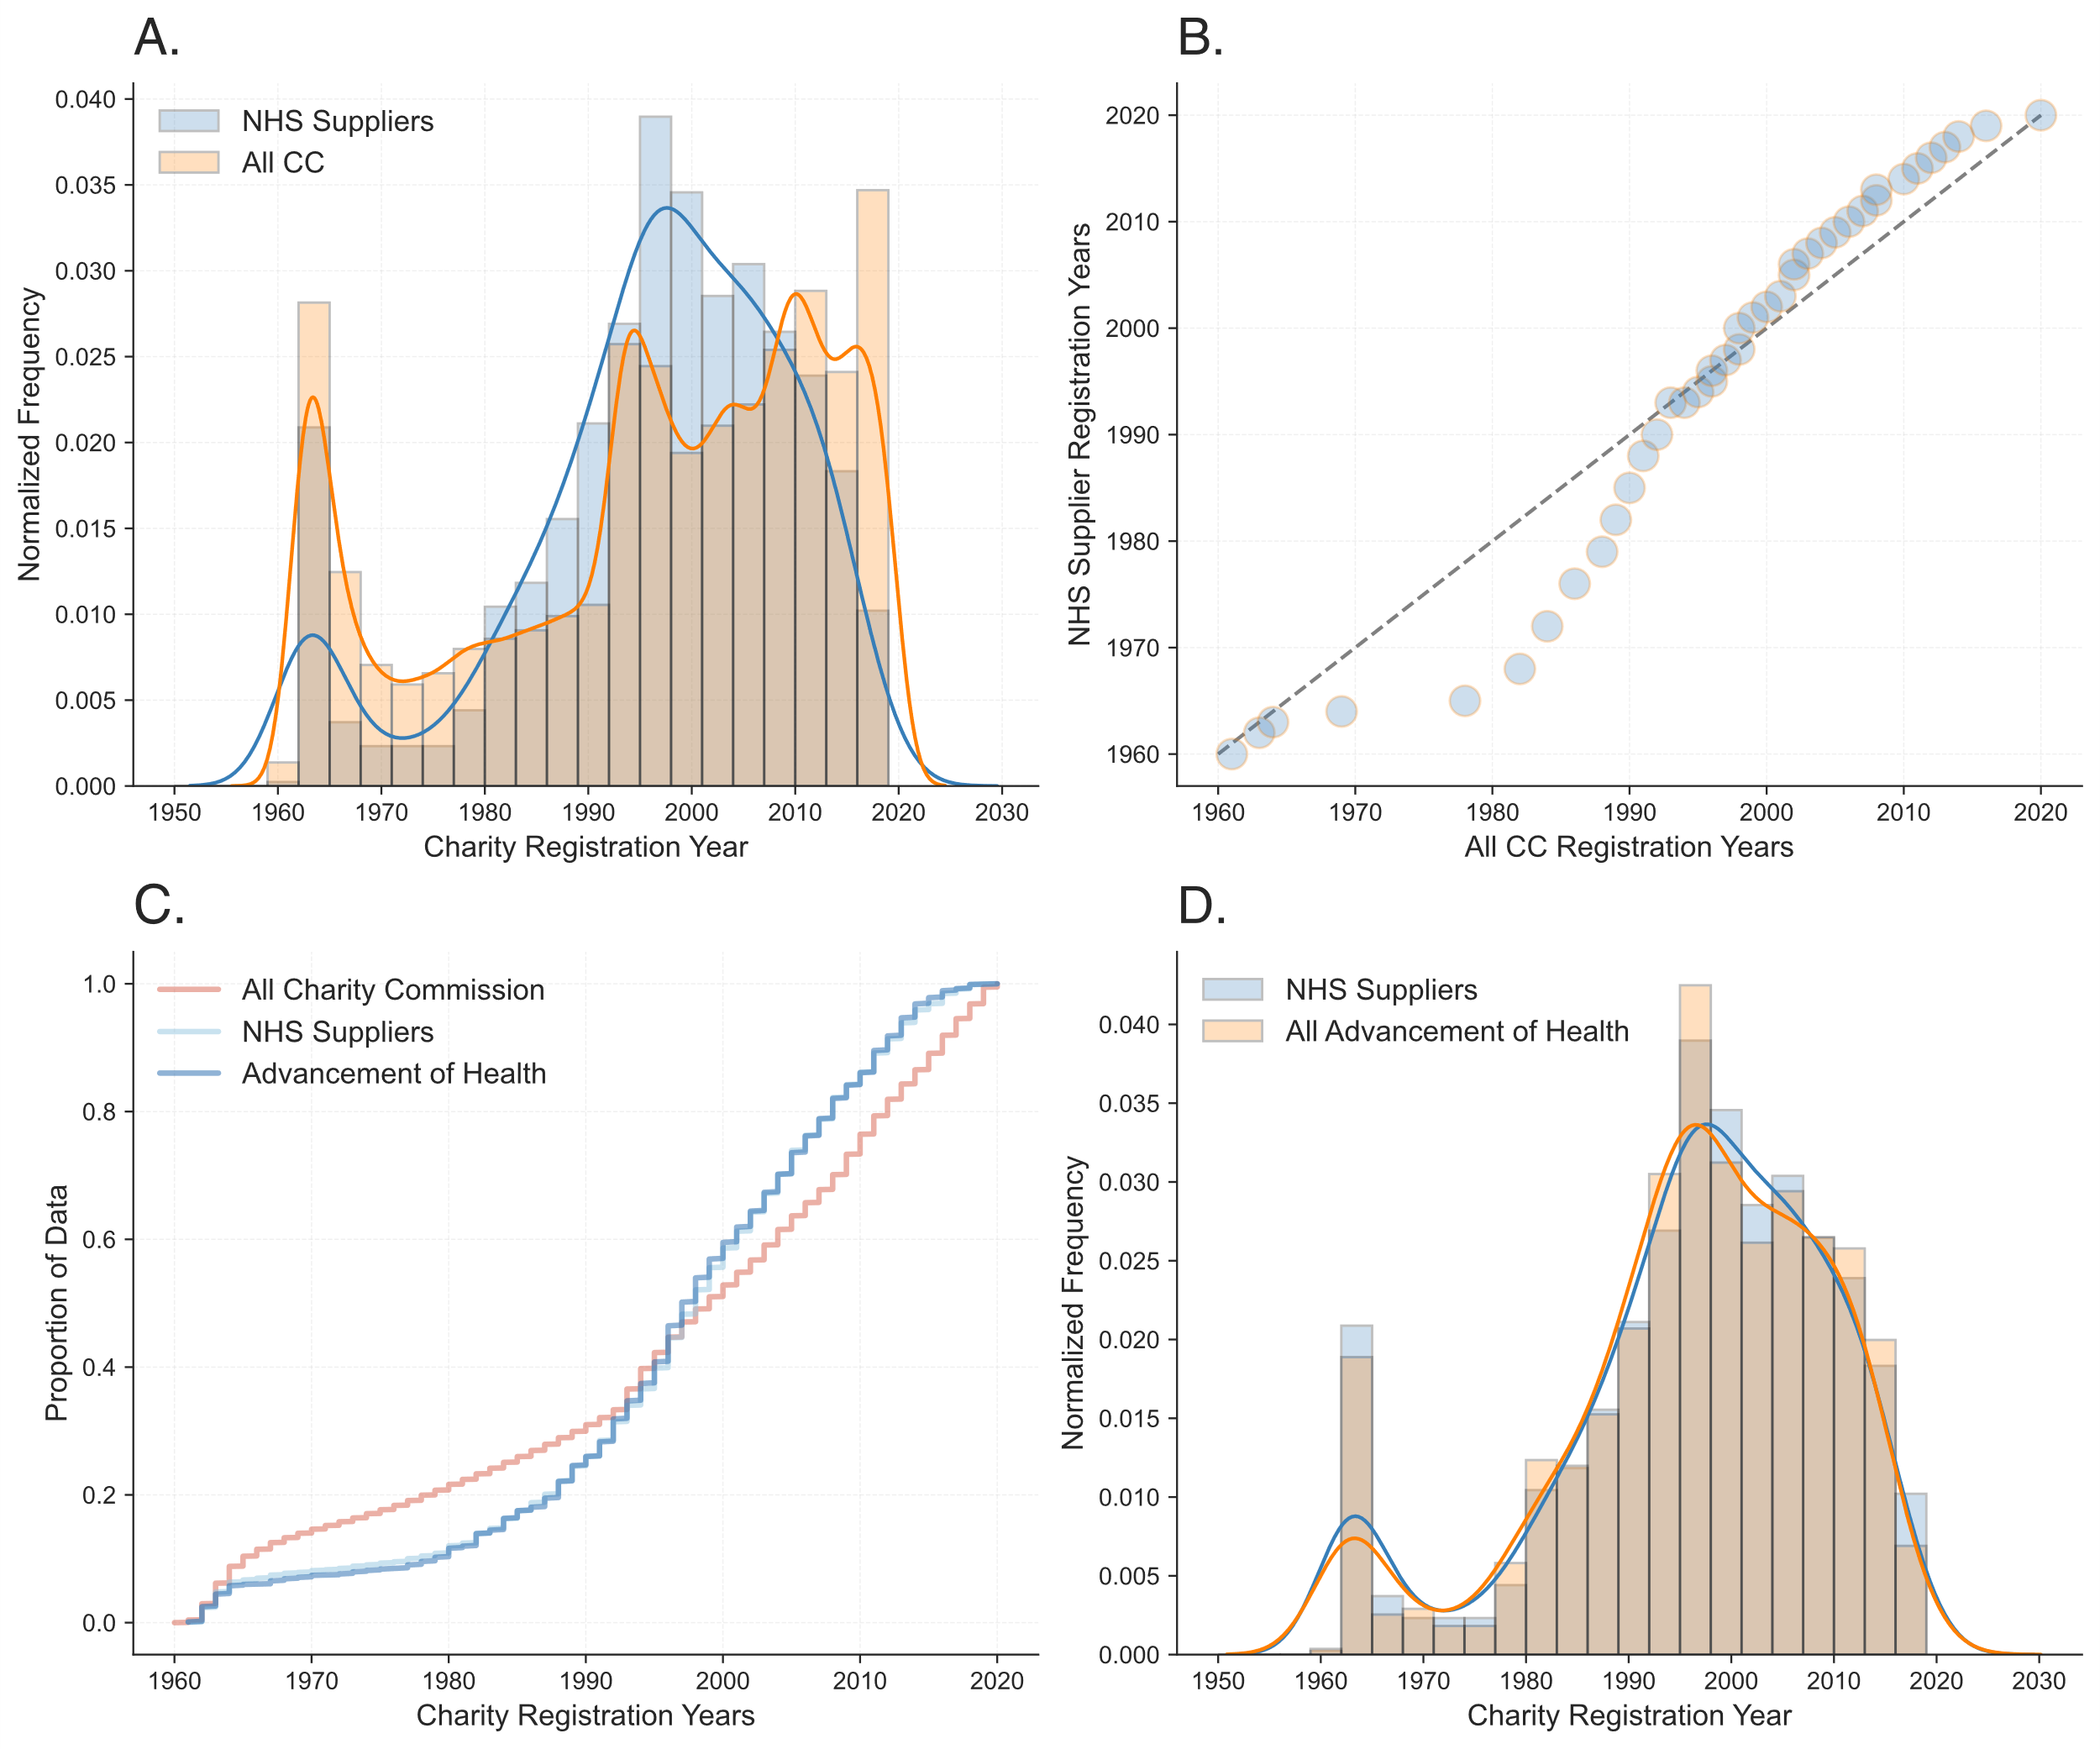 A.
NHS Suppliers
All CC
0.040
0.035
0.030
0.025
0.020
0.015
0.010
0.005
0.000
Normalized Frequency
1950 1960 1970 1980 1990 2000 2010 2020 2030
Charity Registration Year
B.
2020
2010
2000
1990
1980
1970
1960
NHS Supplier Registration Years
1960 1970 1980 1990 2000 2010 2020
All CC Registration Years
C.
All Charity Commission
NHS Suppliers
Advancement of Health
1.0
0.8
0.6
0.4
0.2
0.0
Proportion of Data
1960 1970 1980 1990 2000 2010 2020
Charity Registration Years
D.
NHS Suppliers
All Advancement of Health
0.040
0.035
0.030
0.025
0.020
0.015
0.010
0.005
0.000
Normalized Frequency
1950 1960 1970 1980 1990 2000 2010 2020 2030
Charity Registration Year